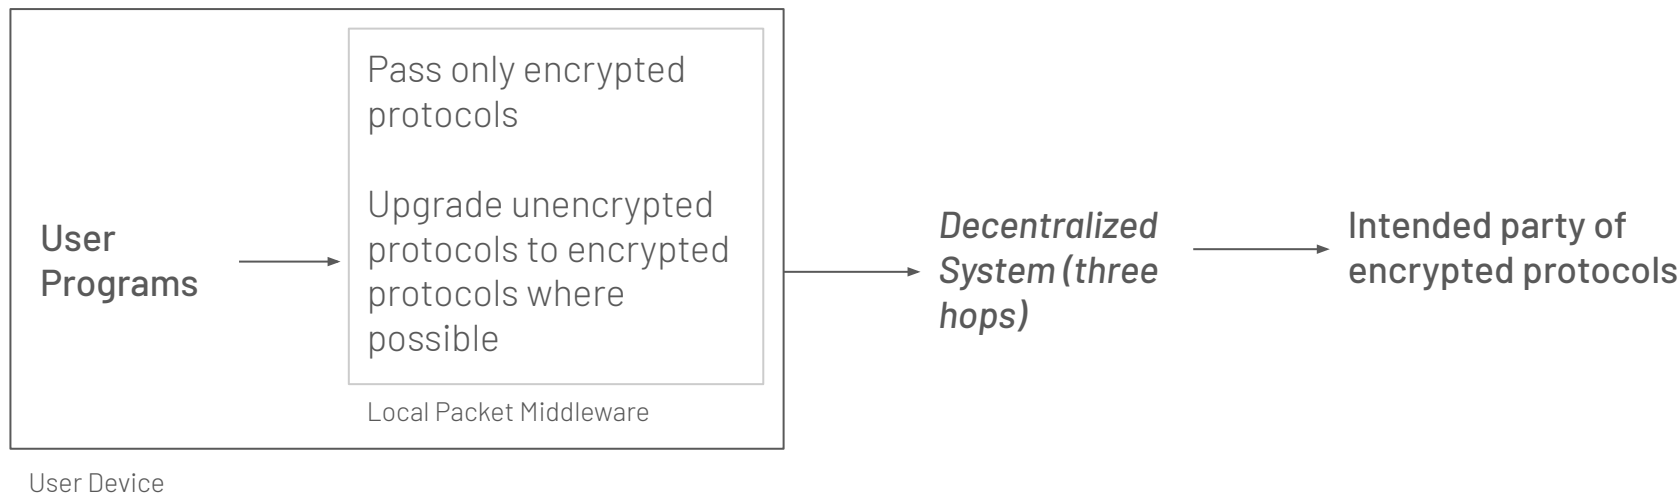 User
Programs
Pass only encrypted
protocols
Upgrade unencrypted
protocols to encrypted
protocols where
possible
Local Packet Middleware
User Device
Decentralized
System (three
hops)
Intended party of
encrypted protocols